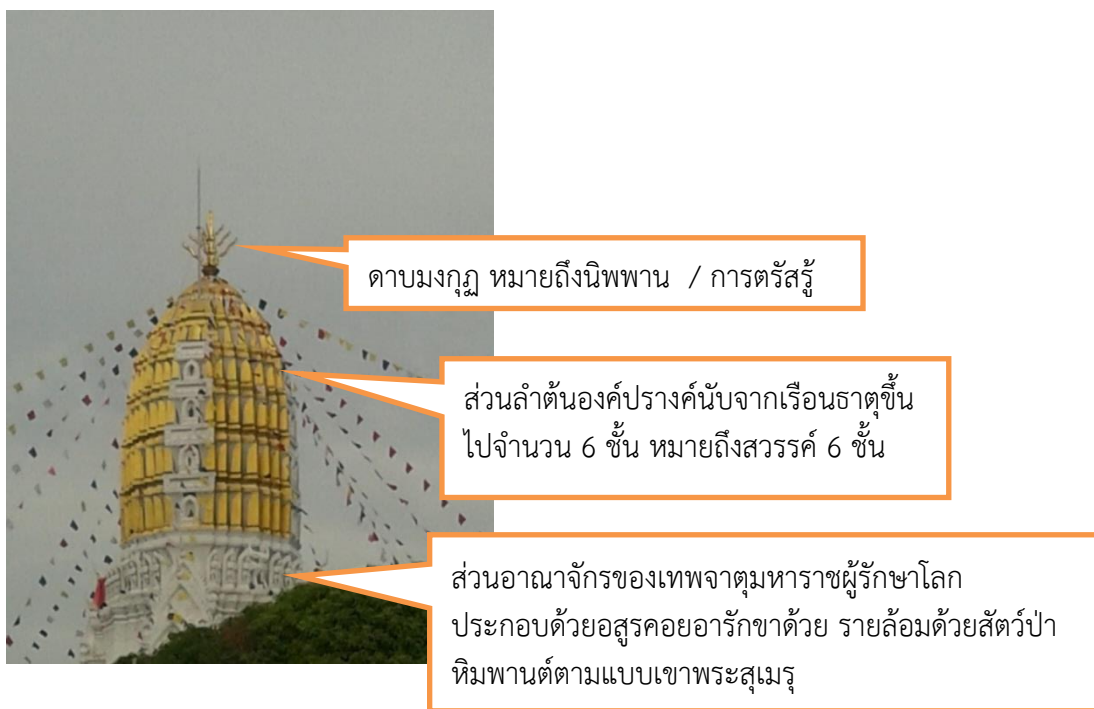 ดาบมงกุฏ หมายถึงนิพพาน / การตรัสรู้
ส่วนลำต้นองค์ปรางค์นับจากเรือนธาตุขึ้น
ไปจำนวน 6 ชั้น หมายถึงสวรรค์ 6 ชั้น
ส่วนอาณาจักรของเทพจาตุมหาราชผู้รักษาโลก
ประกอบด้วยอสูรคอยอารักขาด้วย รายล้อมด้วยสัตว์ป่า
หิมพานต์ตามแบบเขาพระสุเมรุ